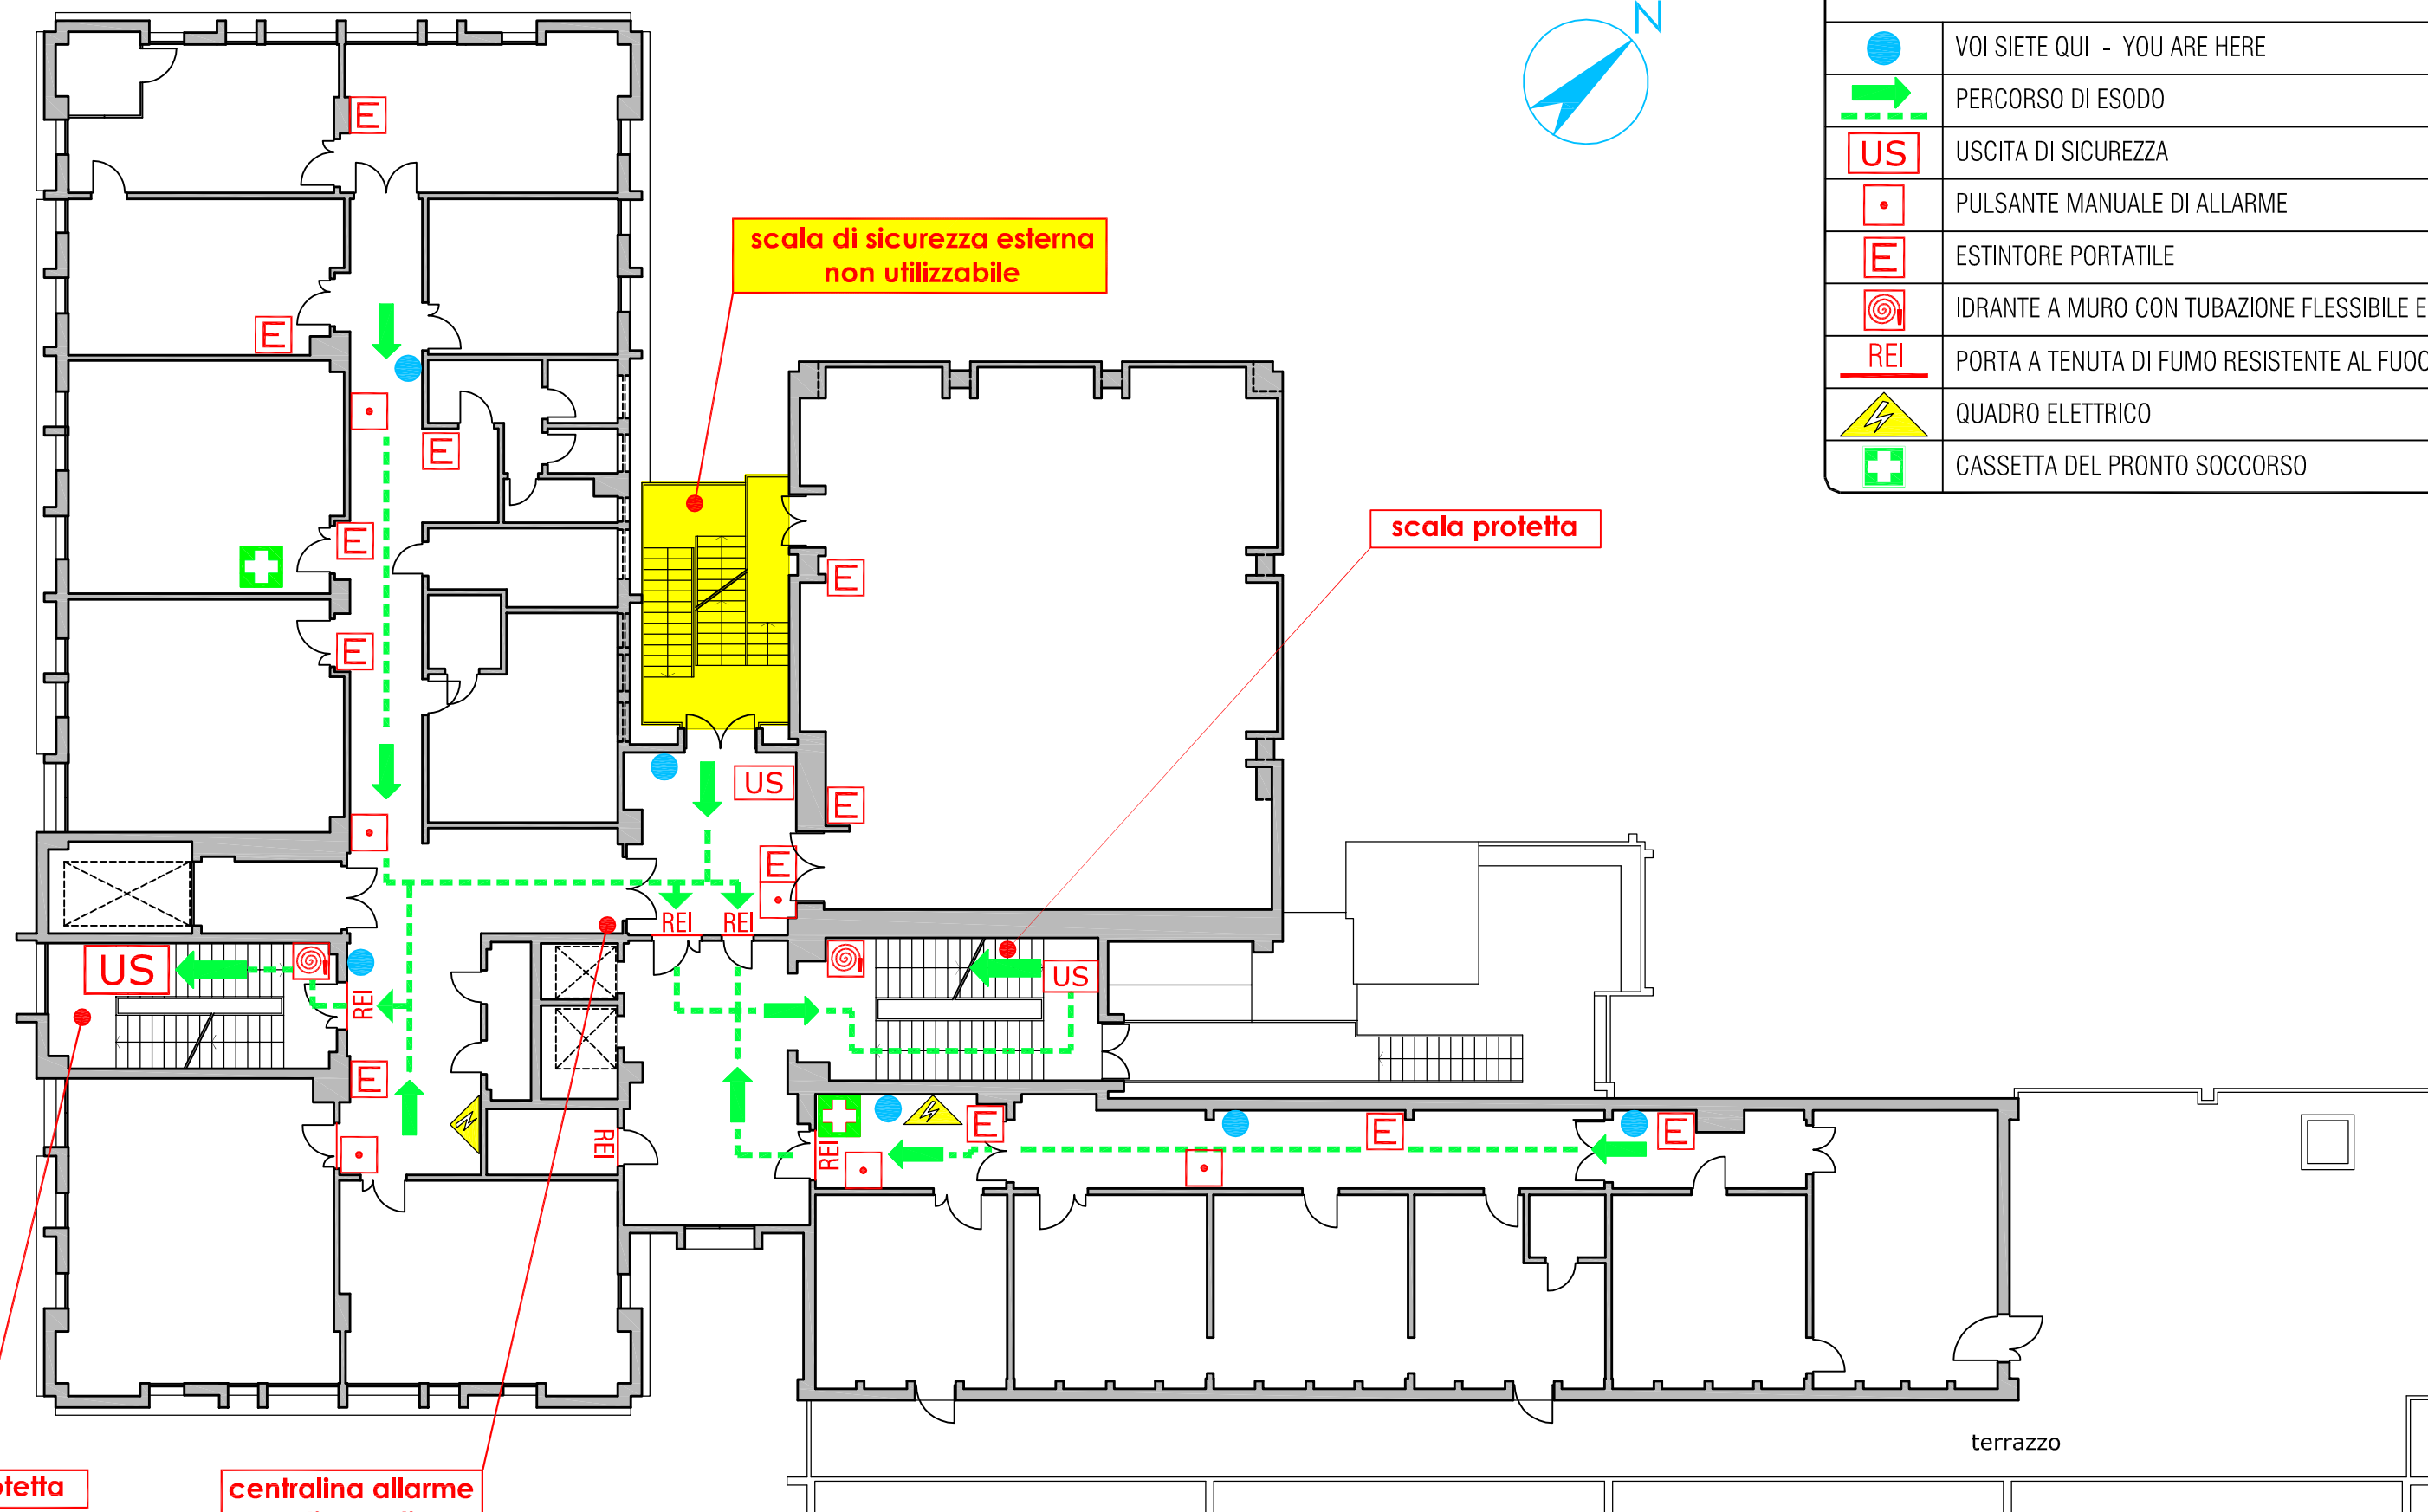 N
VOI SIETE QUI - YOU ARE HERE
PERCORSO DI ESODO
US
USCITA DI SICUREZZA
PULSANTE MANUALE DI ALLARME
E
ESTINTORE PORTATILE
IDRANTE A MURO CON TUBAZIONE FLESSIBILE E
REI
PORTA A TENUTA DI FUMO RESISTENTE AL
QUADRO ELETTRICO
CASSETTA DEL PRONTO SOCCORSO
E
scala di sicurezza esterna
non utilizzabile
E
E
scala protetta
E
E
E
US
E
E
REI
REI
US
US
REI
E
E
E
E
REI
REI
terrazzo
centralina allarme